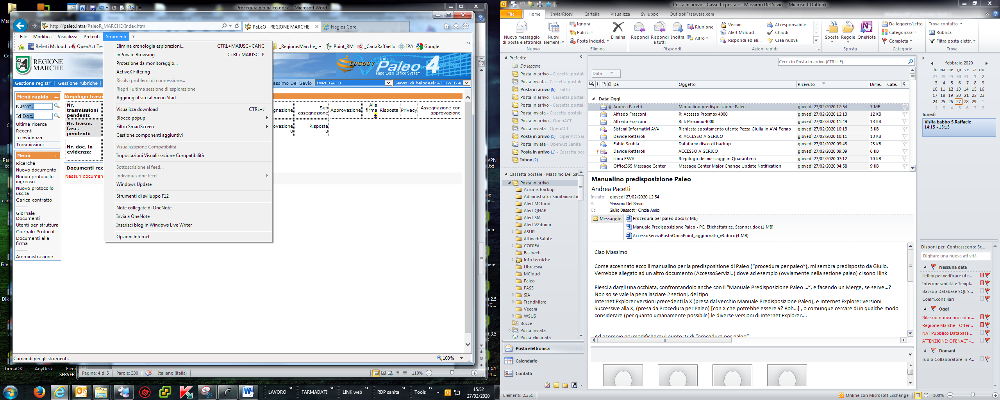 Procedura per paleo.docx - Microsoft Word
http://paleo.intra/PaleoR_MARCHE/Index.htm
PaLeO - REGIONE MARCHE
Nagios Core
File Modifica Visualizza Preferiti Strumenti ?
Referti Mcloud
OpenAct Tes
_Regione.Marche_
Point_RM
_CartaRaffaello
IPA
Google
Elimina cronologia esplorazioni... CTRL+MAIUSC+CANC
InPrivate Browsing CTRL+MAIUSC+P
Protezione da monitoraggio...
ActiveX Filtering
Risolvi problemi di connessione...
Riapri l'ultima sessione di esplorazione
Aggiungi il sito al menu Start
Visualizza download CTRL+J
Blocco popup
Filtro SmartScreen
Gestione componenti aggiuntivi
Visualizzazione Compatibilità
Impostazioni Visualizzazione Compatibilità
Sottoscrizione al feed...
Individuazione feed
Windows Update
Strumenti di sviluppo F12
Note collegate di OneNote
Invia a OneNote
Inserisci blog in Windows Live Writer
Opzioni Internet
REGIONE
MARCHE
LOGOUT
sistema
Paleo 4
PaperLess Office System
Gestione registri | Gestione rubriche |
assimo Del Savio
IMPIEGATO
Servizi di helpdesk ATTIWEB e
Menù rapido
N.Prot.
Id Doc.
Ultima ricerca
Recenti
In evidenza
Trasmissioni
Menù
Ricerche
Nuovo documento
Nuovo protocollo
ingresso
Nuovo protocollo
uscita
Carica contratto
------
Giornale
Documenti
Utenti per struttura
Giornale Protocolli
Documenti alla
firma
------
Amministrazione
Riepilogo trasm
Nr.
trasmissioni
pendenti:
Nr. trasm.
fasc.
pendenti:
Nr. doc. in
evidenza:
gnazione
Sub
assegnazione
Approvazione
Alla
firma
+
Risposta
Privacy
Assegnazione con
approvazione
rovazione
0
Risposta
0
Documenti rec
Nessun documen
Comandi per gli strumenti.
100%
Pagina: 4 di 5 Parole: 330 Italiano (Italia) 110%
firmaOK!
AnyDesk
Elenc
SERVER
LAVORO
FARMADATI
LINK web
RDP sanita
Tools
15:52
27/02/2020
Posta in arrivo - Cassetta postale - Massimo Del Savio - Microsoft Outlook
File Home Invia/Ricevi Cartella Visualizza Sviluppo OutlookFreeware.com
Nuovo messaggio
di posta elettronica
Nuovi
elementi
Nuovo
Ignora
Pulisci
Posta indesid.
Elimina
Elimina
Rispondi
Rispondi
a tutti
Inoltra
Riunione
Altro
Rispondi
Veeam
Alert Mcloud
Rispondi ed eli...
Al responsabile
Chiudi
Crea nuova
Azioni rapide
Sposta
Regole
OneNote
Sposta
Da leggere/Letto
Categorizza
Completa
Categorie
Trova contatto
Rubrica
Filtra posta elettr.
Trova
Preferite
Da leggere
Posta in arrivo - Cassetta postale
Posta inviata - Cassetta postale -
Posta in arrivo (6) - Fatto
Posta in arrivo - Cassetta postale
Posta in arrivo - Cassetta postale
Posta inviata - Cassetta postale
Posta in arrivo - OpenACT
Posta inviata - OpenACT
Posta in arrivo (1) - OpenAct San
Posta inviata - OpenAct Sanita
Posta in arrivo (1) - Cassetta pos
Inbox (2)
Cassetta postale - Massimo Del Sav
Posta in arrivo
Acronis Backup
Administrator Sanitamarche
Alert MCloud
Alert QNAP
Alert SIA
Alert VZdump
ASUR
AttiwebSalute
CODIFA
Fastweb
Info tecniche
Libraesva
MCloud
Paleo
PASS
SIA
TrendMicro
Veeam
WSUS
Bozze
Posta inviata
Posta eliminata
Posta elettronica
Calendario
Contatti
Elementi: 2.351
Cerca in Posta in arrivo (CTRL+E)
Data
Da Oggetto Ricevuto Dime... Cate...
Data: Oggi
Andrea Pacetti Manualino predisposizione Paleo giovedì 27/02/2020 12:54 7 MB
Alfredo Frasconi R: Accesso Proxmox 4000 giovedì 27/02/2020 12:13 12 KB
Alfredo Frasconi R: I: Proxmox 4000 giovedì 27/02/2020 11:49 13 KB
Sistemi Informativi AV4 Richiesta spostamento utente Pezza Giulia in AV4 Fermo giovedì 27/02/2020 10:13 5 KB
Davide Rettaroli R: ACCESSO A GERICO giovedì 27/02/2020 10:11 13 KB
Fabio Scubla Datafarm: disco di backup giovedì 27/02/2020 09:43 23 KB
Davide Rettaroli ACCESSO A GERICO giovedì 27/02/2020 09:39 6 KB
Libra ESVA Riepilogo dei messaggi in Quarantena giovedì 27/02/2020 07:12 10 KB
Office365 Message Center Message Center Major Change Update Notification giovedì 27/02/2020 04:58 9 KB
Manualino predisposizione Paleo
Andrea Pacetti
Inviato: giovedì 27/02/2020 12:54
A: Massimo Del Savio
Cc: Giulio Bassotti; Cinzia Amici
Messaggio
Procedura per paleo.docx (2 MB)
Manuale Predisposizione Paleo - PC, Etichettatrice, Scanner.doc (1 MB)
AccessoServiziPostaOrmaPoint_aggiornato_v3.docx (4 MB)
Ciao Massimo
Come accennato ecco il manualino per la predisposizione di Paleo (“procedura per paleo”), mi sembra predisposto da Giulio.
Verrebbe allegato ad un altro documento (AccessoServizi..) dove ad esempio (ovviamente nella sezione paleo) ci sono i link
Riesci a dargli una occhiata, confrontandolo anche con il “Manuale Predisposizione Paleo ...”, e facendo un Merge, se serve...?
Non so se vale la pena lasciare 2 sezioni, del tipo
Internet Explorer versioni precedenti la X (presa dal vecchio Manuale Predisposizione Paleo), e Internet Explorer versioni
Successive alla X, (presa da Procedura per Paleo) [con X che potrebbe essere 9? Boh...] , o comunque cercare di in qualche modo
considerare (per quanto umanamente possibile) le diverse versioni di Internet Explorer....
Ad esempio poi modificherei il punto 27 di “procedure per paleo”
febbraio 2020
lu ma me gi ve sa do
27 28 29 30 31 1 2
3 4 5 6 7 8 9
10 11 12 13 14 15 16
17 18 19 20 21 22 23
24 25 26 27 28 29 1
2 3 4 5 6 7 8
lunedì
Visita babbo S.Raffaele
14:15 - 15:15
Disponi per: Contrassegno: Sc...
Digitare una nuova attività
Nessuna data
Utility per verificare ute...
Interoperabilità e Templ...
Backup Database SQL S...
Comm.consiliari
Oggi
Rilascio nuova procedur...
Regione Marche - Offer...
NAT Pubblico Database ...
ATTENZIONE: OPENACT -...
Domani
ruolo Collaboratore in P...
Online con Microsoft Exchange
100%